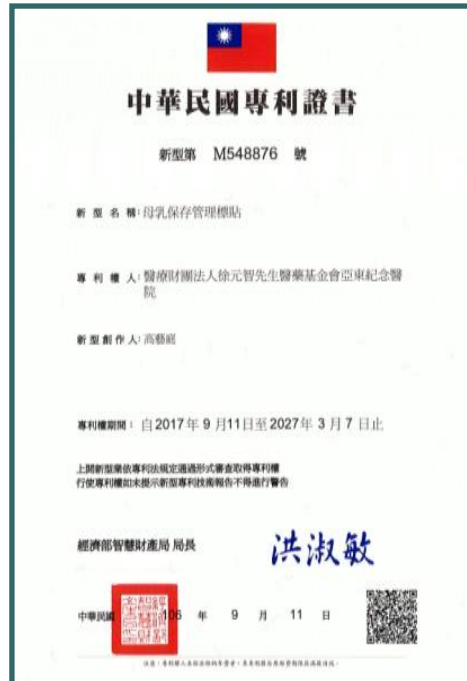 中華民國專利證書
新型第 M548876 號
新型名稱：母乳保存管理標貼
專利權人：醫療財團法人徐元智先生醫藥基金會亞東紀念醫
院
新型創作人：高藝庭
專利權期間：自2017年9月11日至2027年3月7日止
上開新型業依專利法規定通過形式審查取得專利權
行使專利權如未提示新型專利技術報告不得進行警告
經濟部智慧財產局 局長
洪淑敏
中華民國 106 年 9 月 11 日